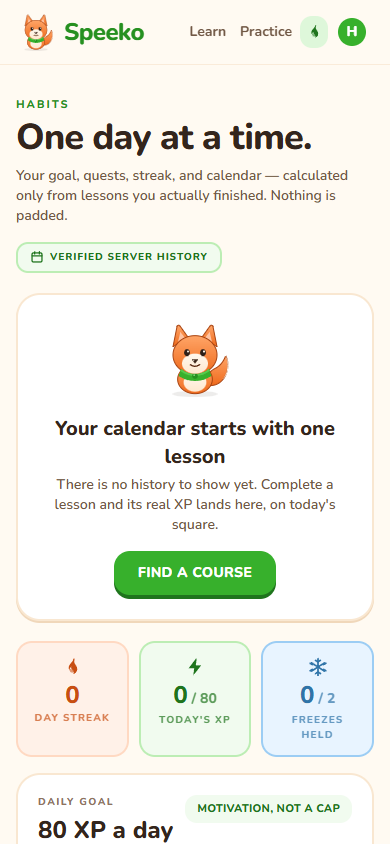 Speeko
Learn Practice
H
HABITS
One day at a time.
Your goal, quests, streak, and calendar — calculated
only from lessons you actually finished. Nothing is
padded.
VERIFIED SERVER HISTORY
Your calendar starts with one
lesson
There is no history to show yet. Complete a
lesson and its real XP lands here, on today's
square.
FIND A COURSE
0
DAY STREAK
0 / 80
TODAY'S XP
0 / 2
FREEZES
HELD
DAILY GOAL
MOTIVATION, NOT A CAP
80 XP a day